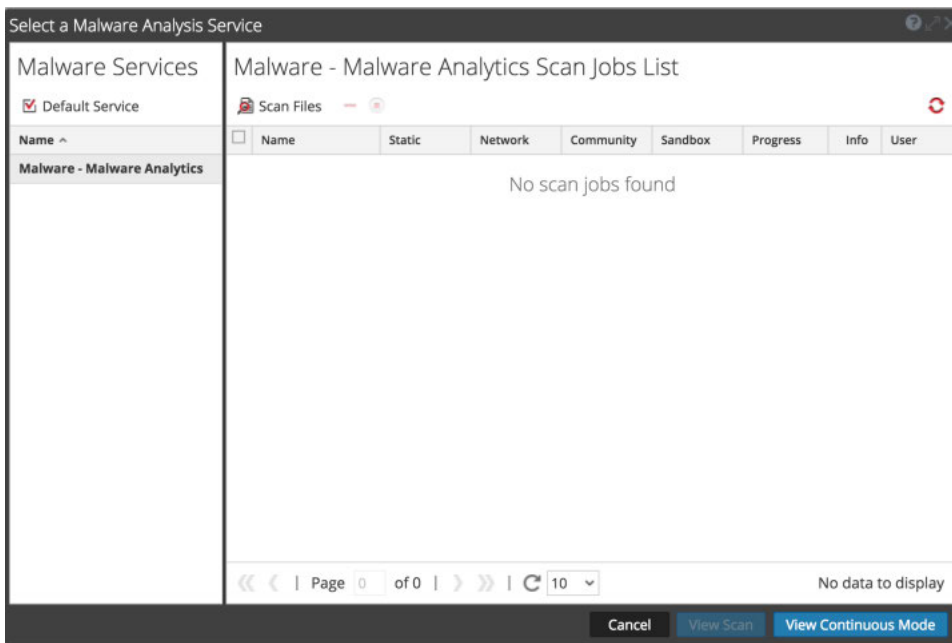 Select a Malware Analysis Service
Malware Services
Default Service
Name
Malware - Malware Analytics
Malware - Malware Analytics Scan Jobs List
Scan Files
Name Static Network Community Sandbox Progress Info User
No scan jobs found
Page 0 of 0 10 No data to display
Cancel View Scan View Continuous Mode